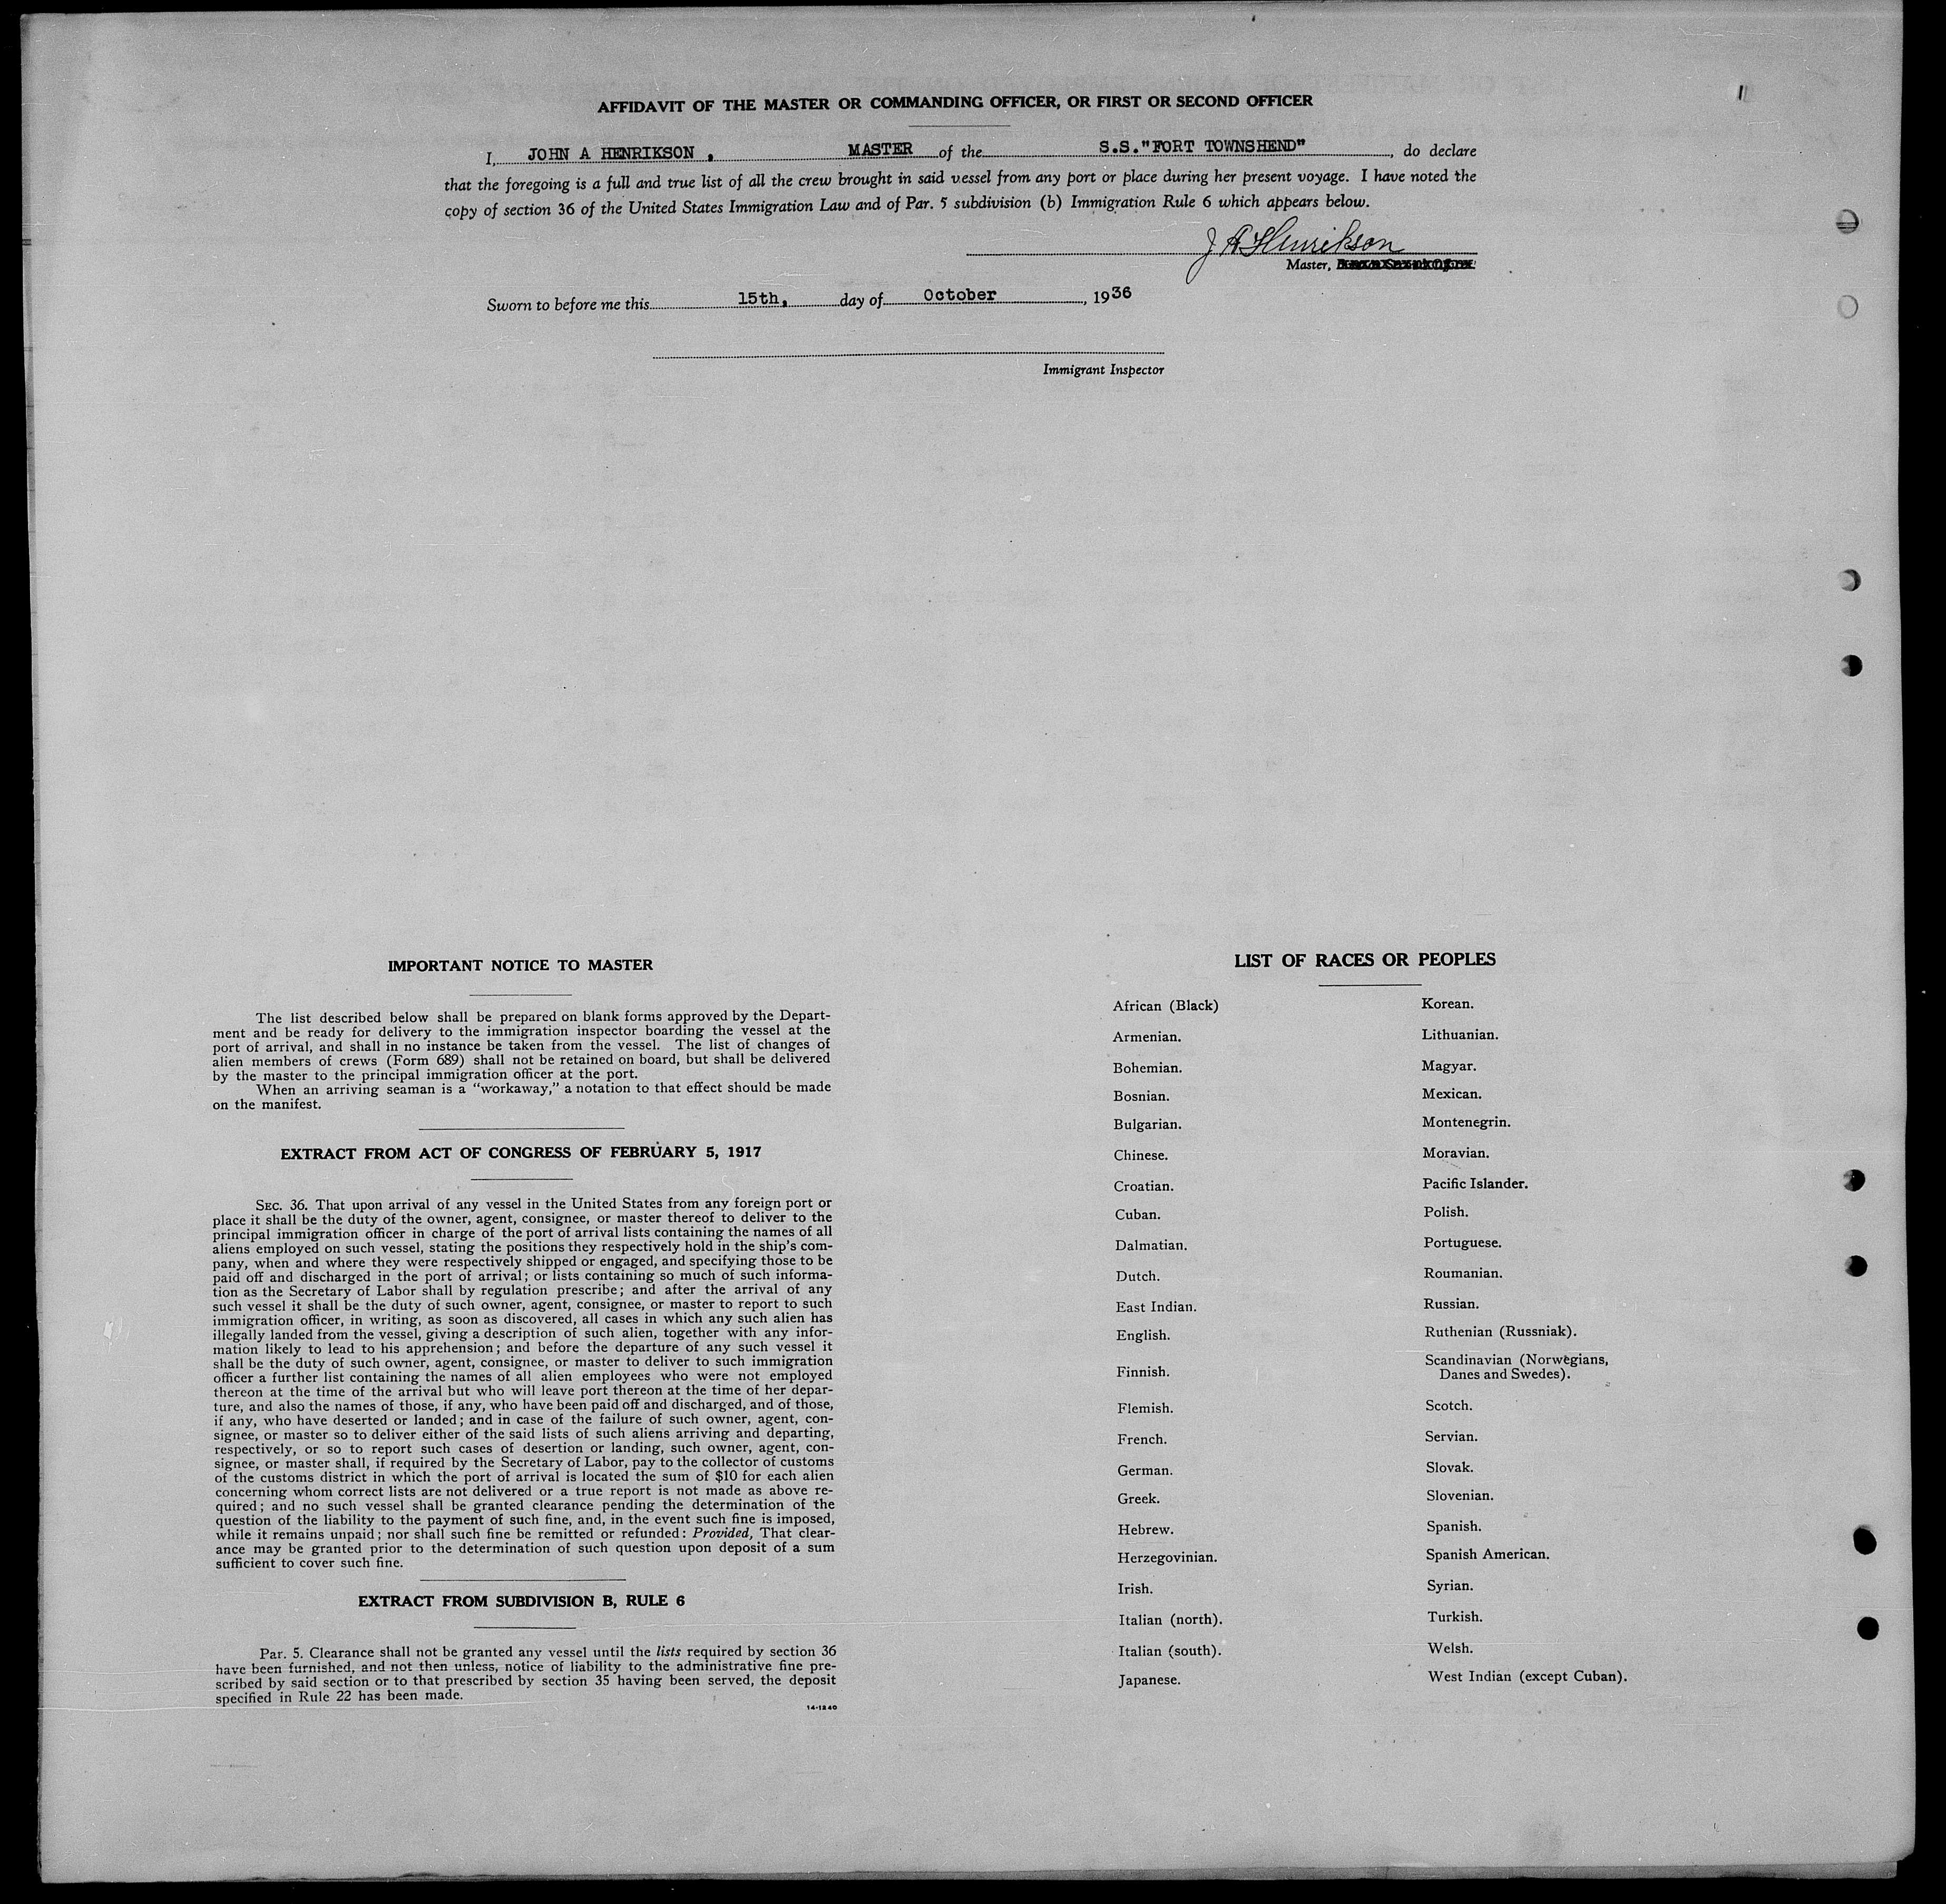 AFFIDAVIT OF THE MASTER OR COMMANDING OFFICER, OR FIRST OR SECOND OFFICER
I, JOHN A HENRIKSON , MASTER of the S.S."FORT TOWNSHEND" , do declare
that the foregoing is a full and true list of all the crew brought in said vessel from any port or place during her present voyage. I have noted the
copy of section 36 of the United States Immigration Law and of Par. 5 subdivision (b) Immigration Rule 6 which appears below.
J A Henrikson
Master,
Sworn to before me this 15th, day of October , 1936
Immigrant Inspector
IMPORTANT NOTICE TO MASTER
The list described below shall be prepared on blank forms approved by the Depart-
ment and be ready for delivery to the immigration inspector boarding the vessel at the
port of arrival, and shall in no instance be taken from the vessel. The list of changes of
alien members of crews (Form 689) shall not be retained on board, but shall be delivered
by the master to the principal immigration officer at the port.
When an arriving seaman is a "workaway," a notation to that effect should be made
on the manifest.
EXTRACT FROM ACT OF CONGRESS OF FEBRUARY 5, 1917
SEC. 36. That upon arrival of any vessel in the United States from any foreign port or
place it shall be the duty of the owner, agent, consignee, or master thereof to deliver to the
principal immigration officer in charge of the port of arrival lists containing the names of all
aliens employed on such vessel, stating the positions they respectively hold in the ship's com-
pany, when and where they were respectively shipped or engaged, and specifying those to be
paid off and discharged in the port of arrival; or lists containing so much of such informa-
tion as the Secretary of Labor shall by regulation prescribe; and after the arrival of any
such vessel it shall be the duty of such owner, agent, consignee, or master to report to such
immigration officer, in writing, as soon as discovered, all cases in which any such alien has
illegally landed from the vessel, giving a description of such alien, together with any infor-
mation likely to lead to his apprehension; and before the departure of any such vessel it
shall be the duty of such owner, agent, consignee, or master to deliver to such immigration
officer a further list containing the names of all alien employees who were not employed
thereon at the time of the arrival but who will leave port thereon at the time of her depar-
ture, and also the names of those, if any, who have been paid off and discharged, and of those,
if any, who have deserted or landed; and in case of the failure of such owner, agent, con-
signee, or master so to deliver either of the said lists of such aliens arriving and departing,
respectively, or so to report such cases of desertion or landing, such owner, agent, con-
signee, or master shall, if required by the Secretary of Labor, pay to the collector of customs
of the customs district in which the port of arrival is located the sum of $10 for each alien
concerning whom correct lists are not delivered or a true report is not made as above re-
quired; and no such vessel shall be granted clearance pending the determination of the
question of the liability to the payment of such fine, and, in the event such fine is imposed,
while it remains unpaid; nor shall such fine be remitted or refunded: Provided, That clear-
ance may be granted prior to the determination of such question upon deposit of a sum
sufficient to cover such fine.
EXTRACT FROM SUBDIVISION B, RULE 6
Par. 5. Clearance shall not be granted any vessel until the lists required by section 36
have been furnished, and not then unless, notice of liability to the administrative fine pre-
scribed by said section or to that prescribed by section 35 having been served, the deposit
specified in Rule 22 has been made.
14-1240
LIST OF RACES OR PEOPLES
African (Black)
Armenian.
Bohemian.
Bosnian.
Bulgarian.
Chinese.
Croatian.
Cuban.
Dalmatian.
Dutch.
East Indian.
English.
Finnish.
Flemish.
French.
German.
Greek.
Hebrew.
Herzegovinian.
Irish.
Italian (north).
Italian (south).
Japanese.
Korean.
Lithuanian.
Magyar.
Mexican.
Montenegrin.
Moravian.
Pacific Islander.
Polish.
Portuguese.
Roumanian.
Russian.
Ruthenian (Russniak).
Scandinavian (Norwegians,
Danes and Swedes).
Scotch.
Servian.
Slovak.
Slovenian.
Spanish.
Spanish American.
Syrian.
Turkish.
Welsh.
West Indian (except Cuban).